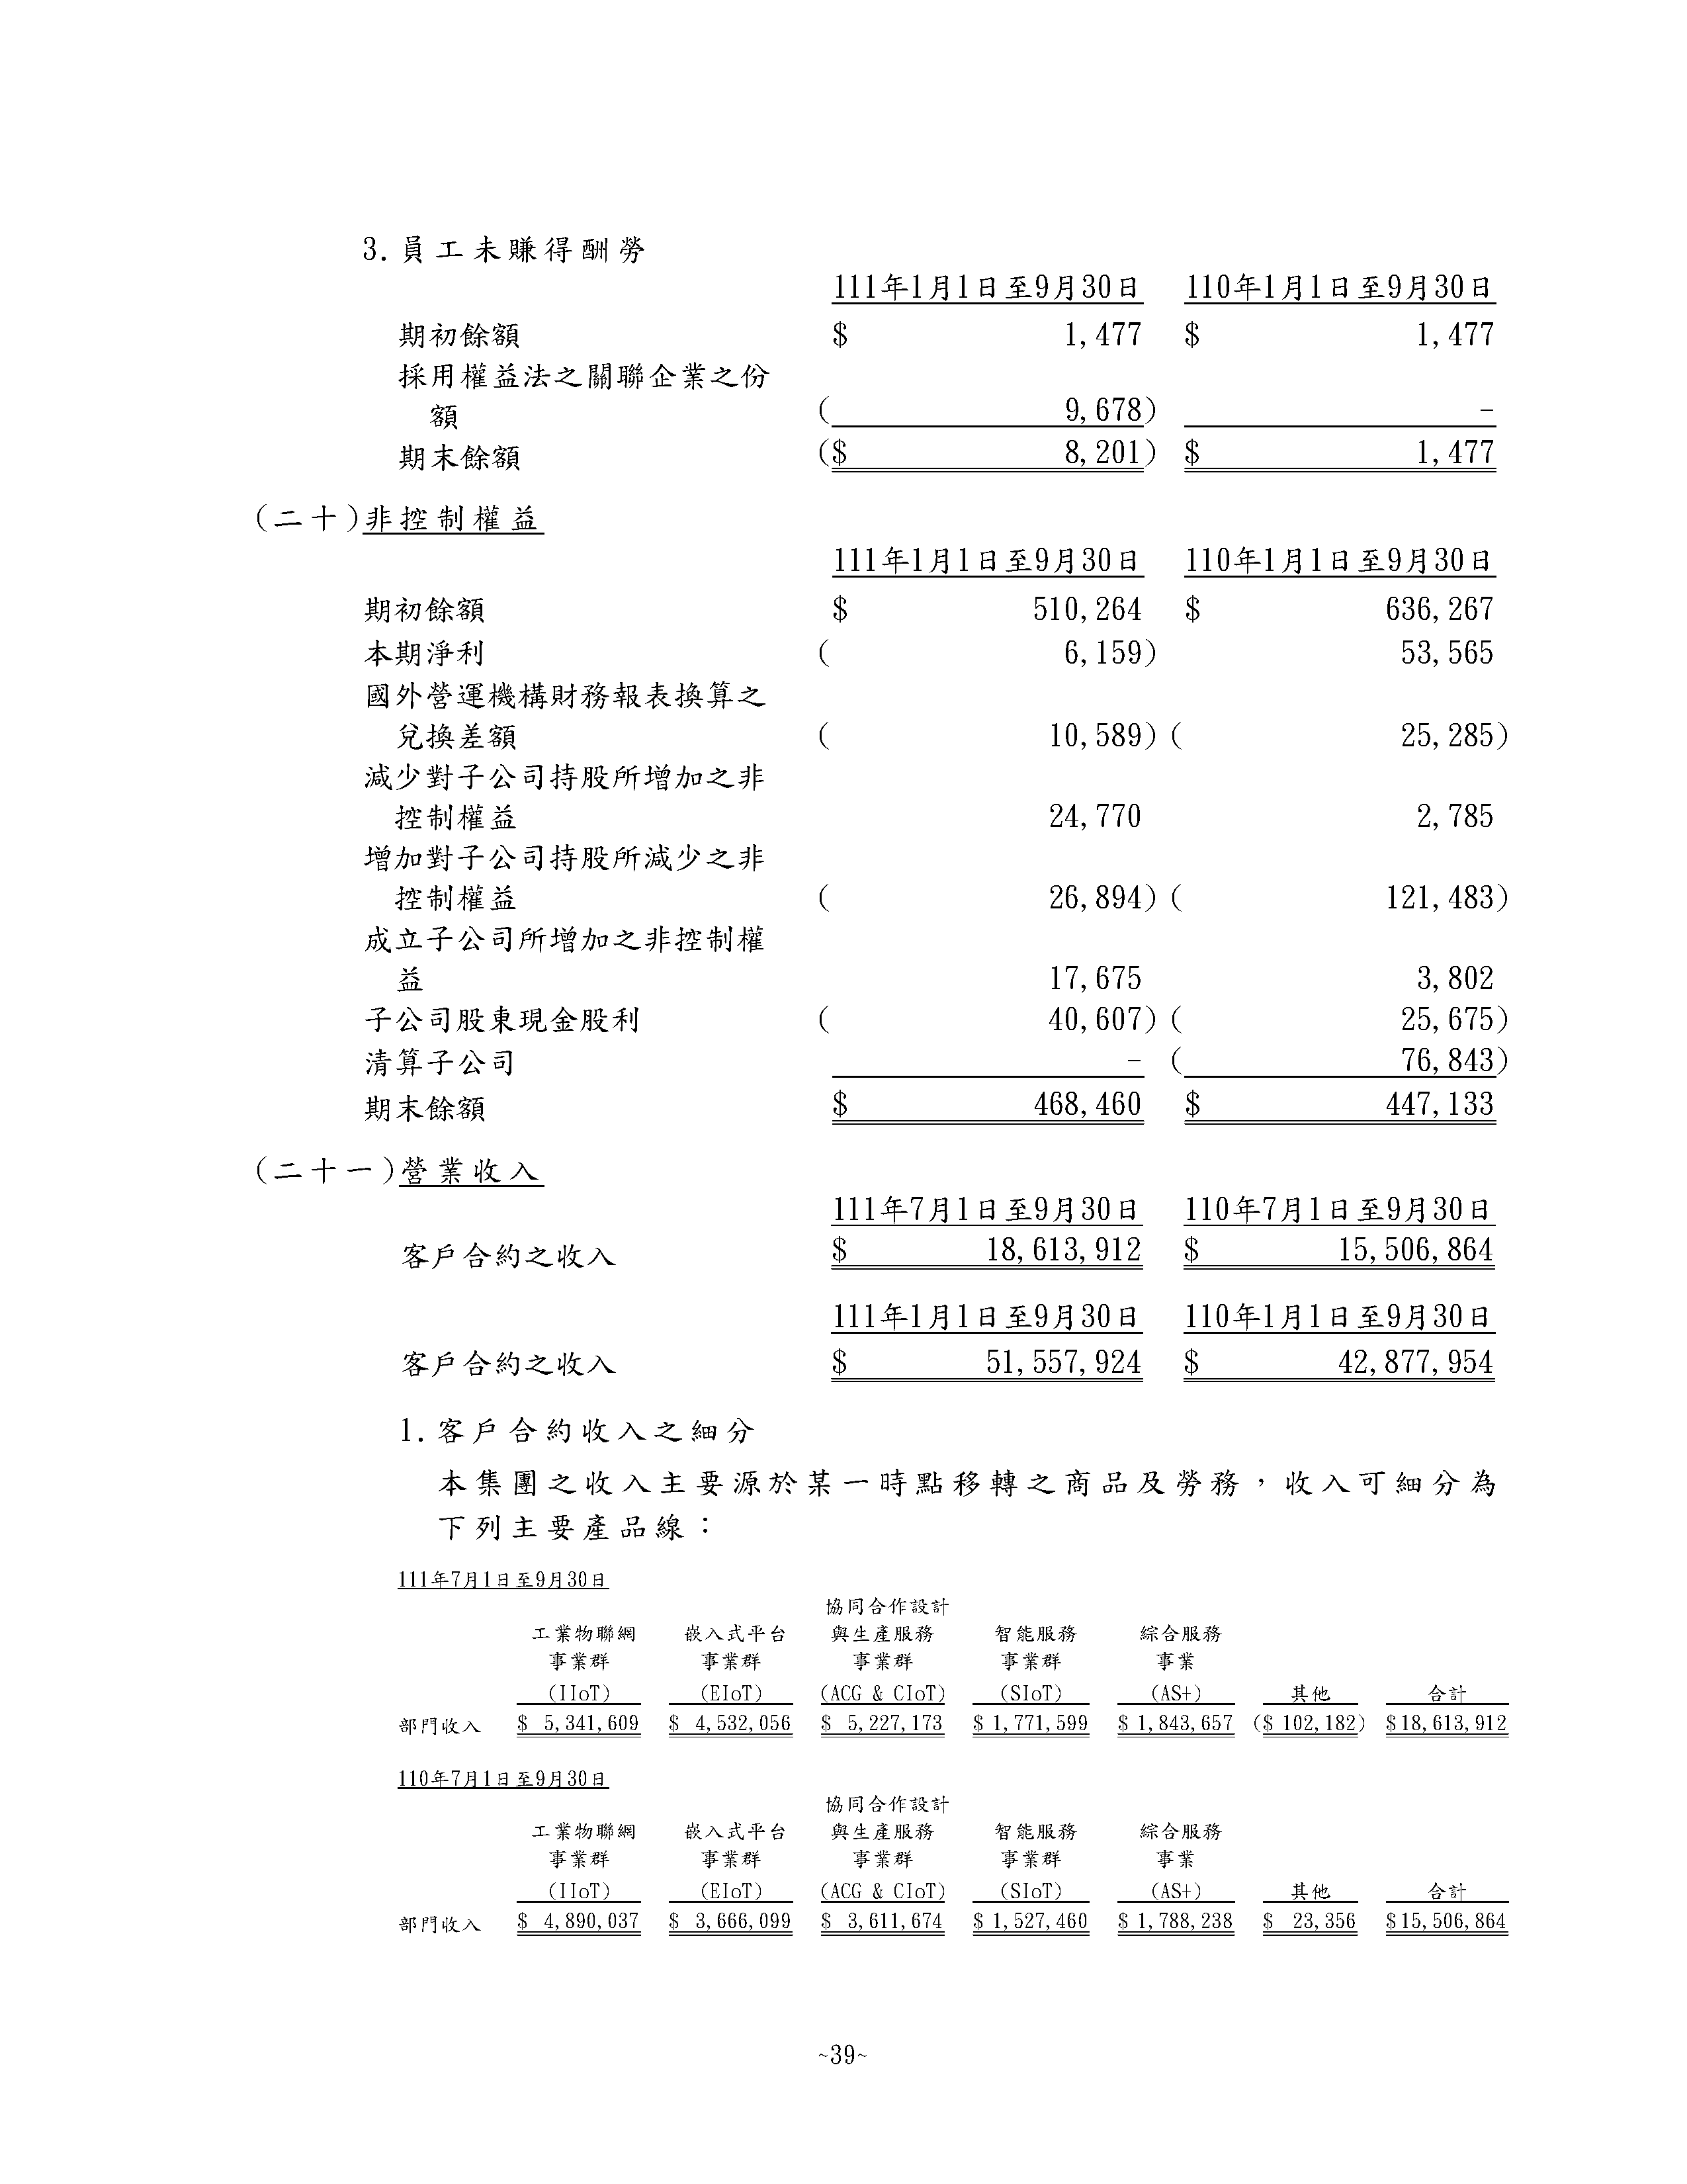 3. 員工未賺得酬勞
111年1月1日至9月30日 110年1月1日至9月30日
期初餘額 $ 1,477 $ 1,477
採用權益法之關聯企業之份
額 ( 9,678) -
期末餘額 ($ 8,201) $ 1,477
(二十)非控制權益
111年1月1日至9月30日 110年1月1日至9月30日
期初餘額 $ 510,264 $ 636,267
本期淨利 ( 6,159) 53,565
國外營運機構財務報表換算之
兌換差額 ( 10,589) ( 25,285)
減少對子公司持股所增加之非
控制權益 24,770 2,785
增加對子公司持股所減少之非
控制權益 ( 26,894) ( 121,483)
成立子公司所增加之非控制權
益 17,675 3,802
子公司股東現金股利 ( 40,607) ( 25,675)
清算子公司 - ( 76,843)
期末餘額 $ 468,460 $ 447,133
(二十一)營業收入
111年7月1日至9月30日 110年7月1日至9月30日
客戶合約之收入 $ 18,613,912 $ 15,506,864
111年1月1日至9月30日 110年1月1日至9月30日
客戶合約之收入 $ 51,557,924 $ 42,877,954
1. 客戶合約收入之細分
本集團之收入主要源於某一時點移轉之商品及勞務，收入可細分為
下列主要產品線：
111年7月1日至9月30日
協同合作設計
工業物聯網 嵌入式平台 與生產服務 智能服務 綜合服務
事業群 事業群 事業群 事業群 事業
(IIoT) (EIoT) (ACG & CIoT) (SIoT) (AS+) 其他 合計
部門收入 $ 5,341,609 $ 4,532,056 $ 5,227,173 $ 1,771,599 $ 1,843,657 ($ 102,182) $18,613,912
110年7月1日至9月30日
協同合作設計
工業物聯網 嵌入式平台 與生產服務 智能服務 綜合服務
事業群 事業群 事業群 事業群 事業
(IIoT) (EIoT) (ACG & CIoT) (SIoT) (AS+) 其他 合計
部門收入 $ 4,890,037 $ 3,666,099 $ 3,611,674 $ 1,527,460 $ 1,788,238 $ 23,356 $15,506,864
~39~